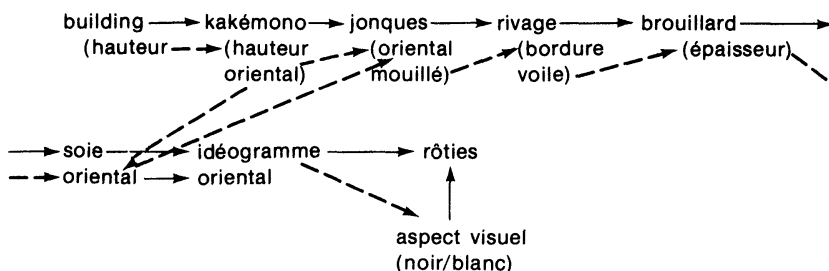 building kakémono jonques rivage brouillard
(hauteur (hauteur (oriental (bordure (épaisseur)
oriental) mouillé) voile)
soie idéogramme rôties
oriental oriental
aspect visuel
(noir/blanc)